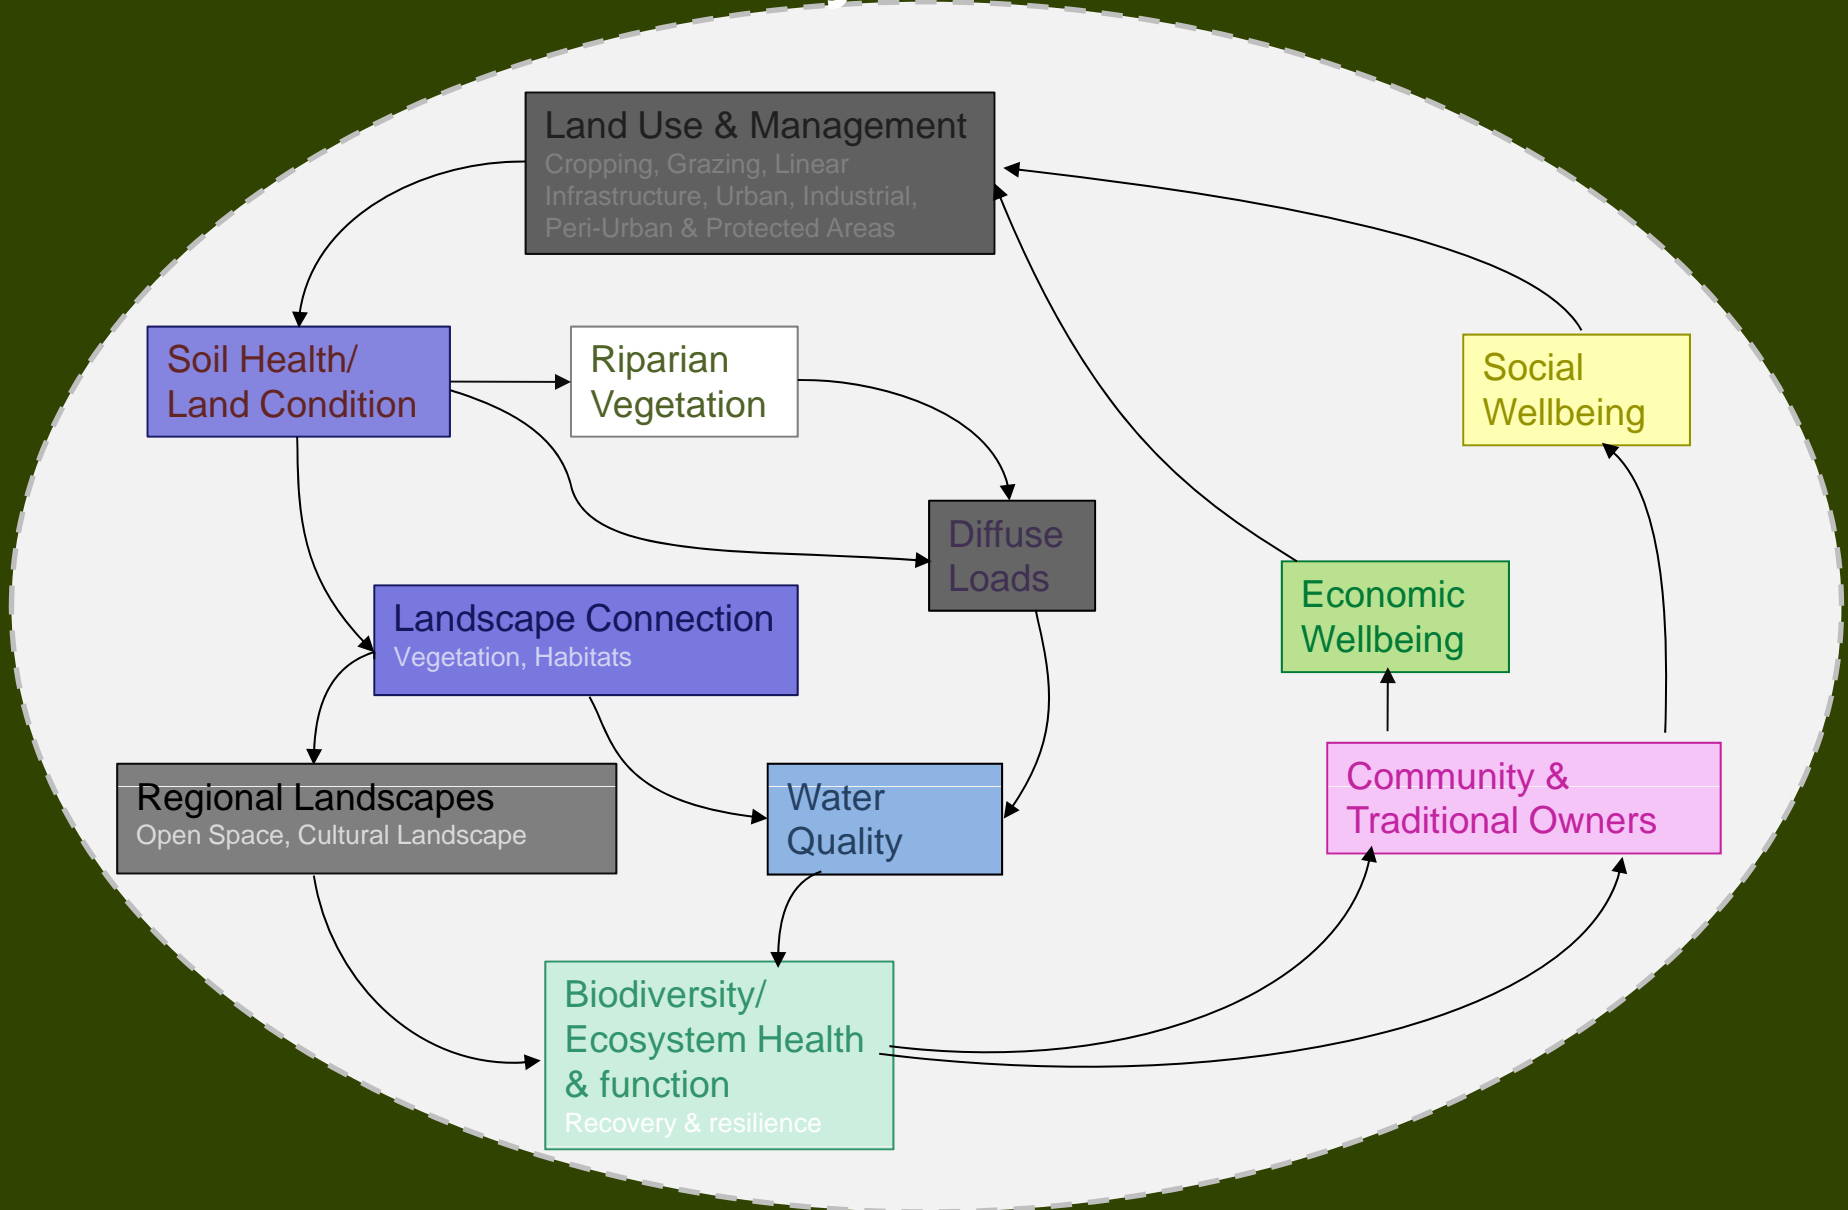 Land Use & Management
Cropping, Grazing, Linear
Infrastructure, Urban, Industrial,
Peri-Urban & Protected Areas
Soil Health/
Land Condition
Riparian
Vegetation
Social
Wellbeing
Diffuse
Loads
Economic
Wellbeing
Landscape Connection
Vegetation, Habitats
Regional Landscapes
Open Space, Cultural Landscape
Water
Quality
Community &
Traditional Owners
Biodiversity/
Ecosystem Health
& function
Recovery & resilience